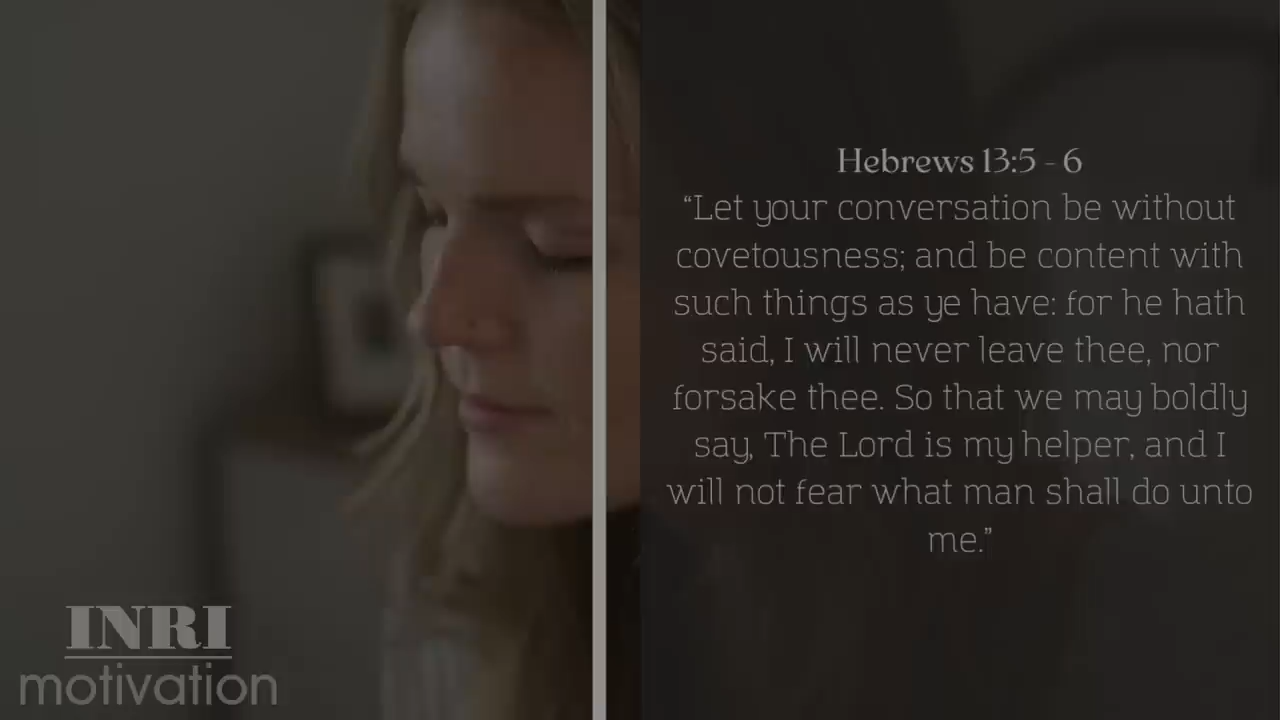 Hebrews 13:5 - 6
“Let your conversation be without
covetousness; and be content with
such things as ye have: for he hath
said, I will never leave thee, nor
forsake thee. So that we may boldly
say, The Lord is my helper, and I
will not fear what man shall do unto
me.”
INRI
motivation